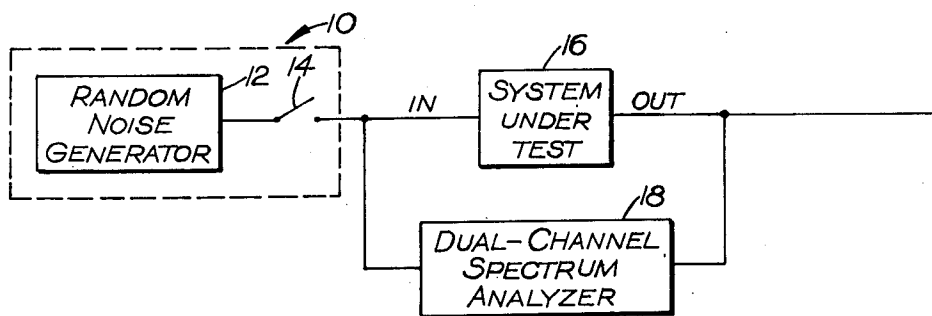 10
12
14
RANDOM
NOISE
GENERATOR
IN
16
SYSTEM
UNDER
TEST
OUT
18
DUAL-CHANNEL
SPECTRUM
ANALYZER